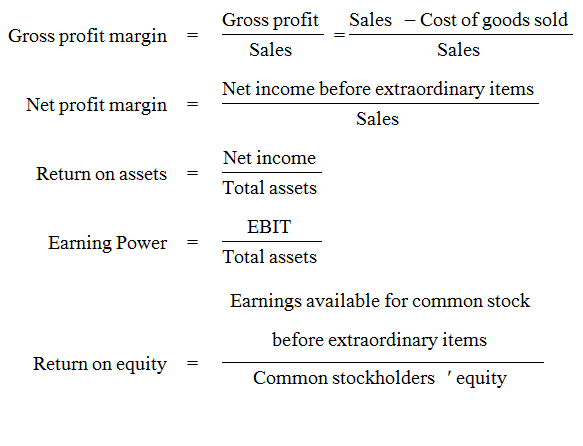 Gross profit margin = Gross profit / Sales = Sales − Cost of goods sold / Sales
Net profit margin = Net income before extraordinary items / Sales
Return on assets = Net income / Total assets
Earning Power = EBIT / Total assets
Return on equity = Earnings available for common stock before extraordinary items / Common stockholders ′ equity